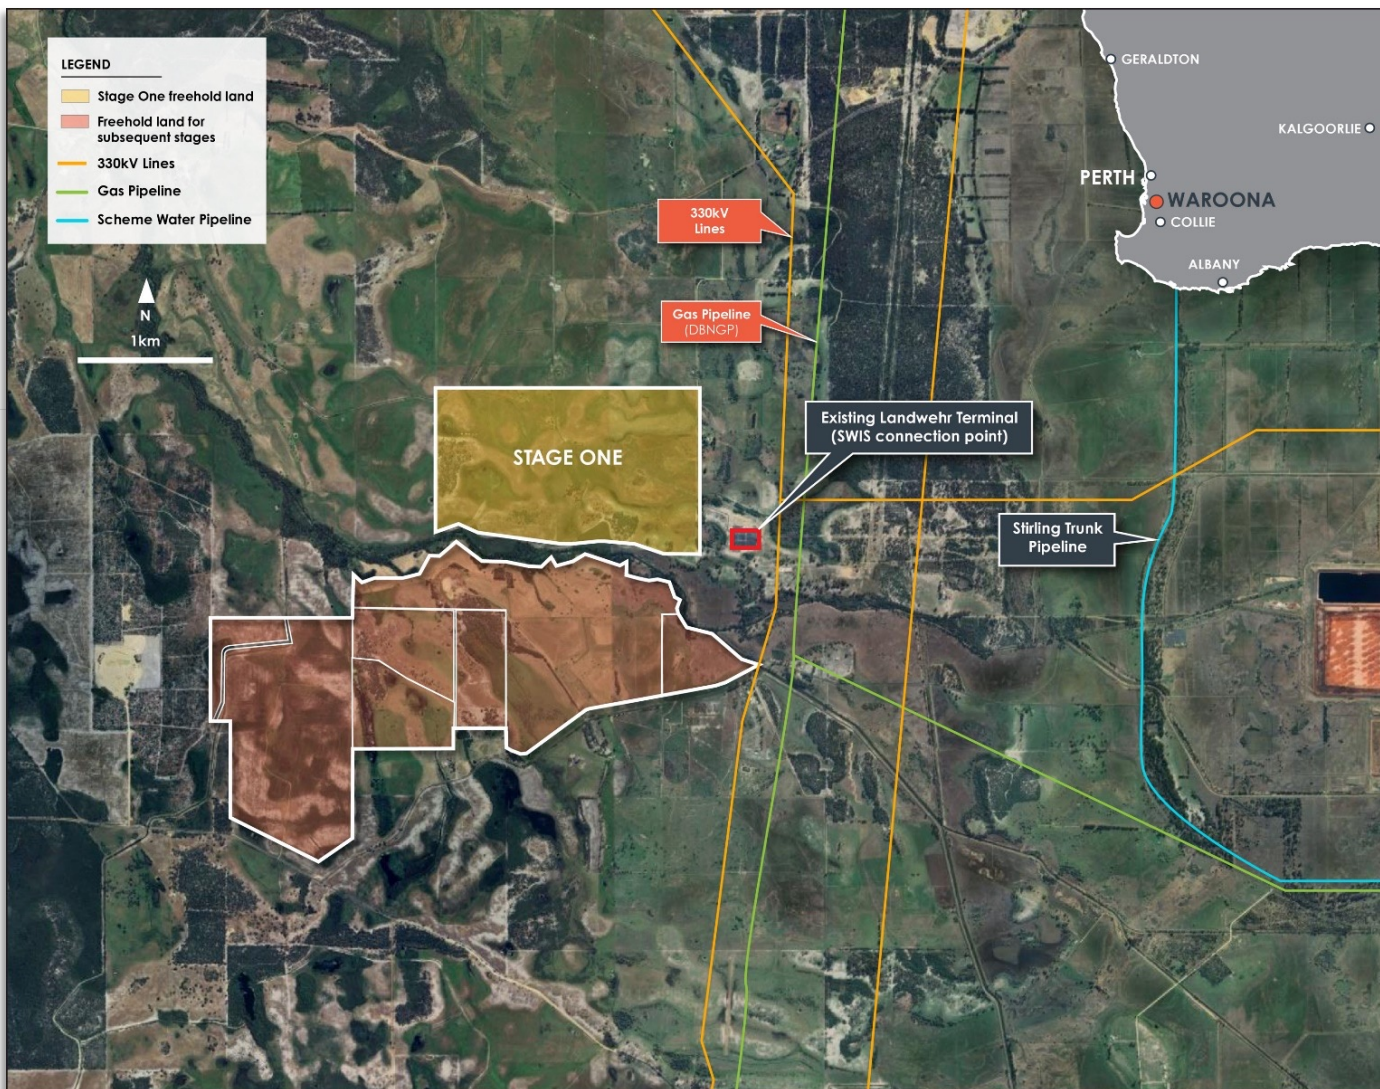 LEGEND
Stage One freehold land
Freehold land for
subsequent stages
330kV Lines
Gas Pipeline
Scheme Water Pipeline
N
1km
330kV
Lines
Gas Pipeline
(DBNGP)
STAGE ONE
Existing Landwehr Terminal
(SWIS connection point)
Stirling Trunk
Pipeline
GERALDTON
KALGOORLIE
PERTH
WAROONA
COLLIE
ALBANY